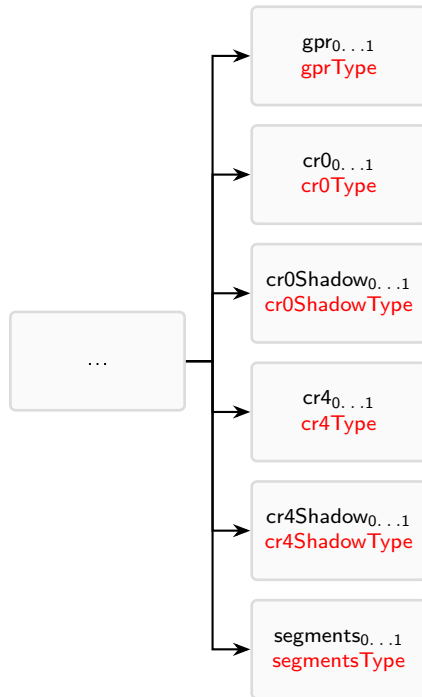 gpr0...1
gprType
cr00...1
cr0Type
cr0Shadow0...1
cr0ShadowType
...
cr40...1
cr4Type
cr4Shadow0...1
cr4ShadowType
segments0...1
segmentsType